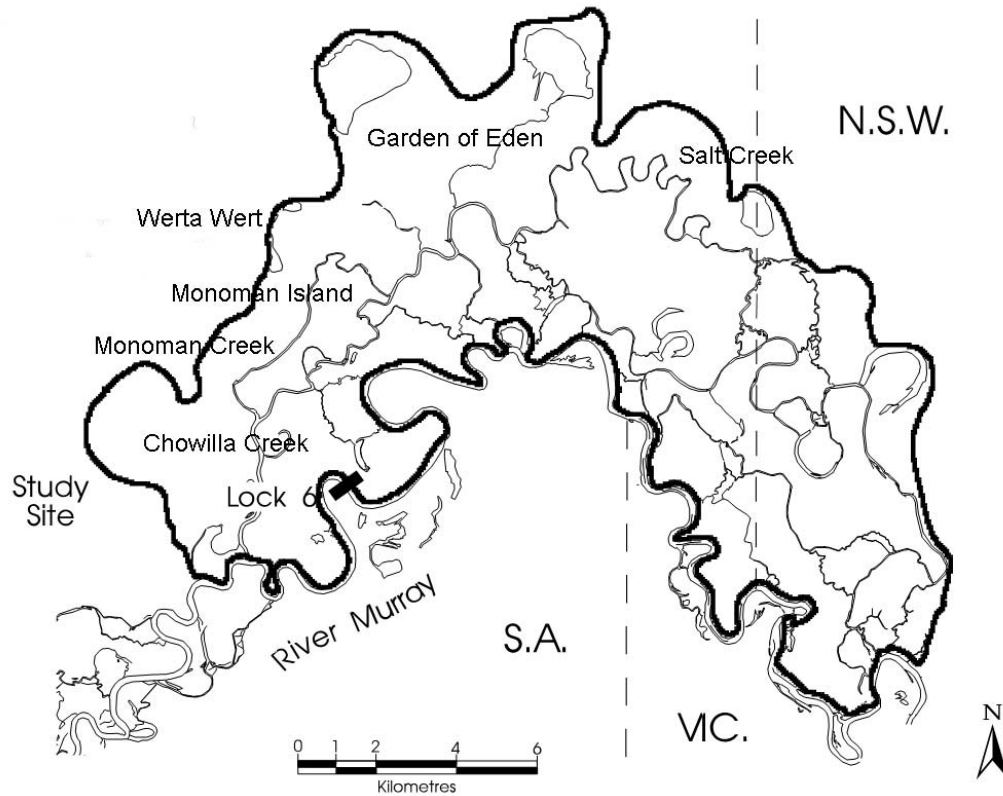 N.S.W.
Garden of Eden
Salt Creek
Werta Wert
Monoman Island
Monoman Creek
Chowilla Creek
Study
Site
Lock 6
River Murray
S.A.
VIC.
N
0 1 2 4 6
Kilometres